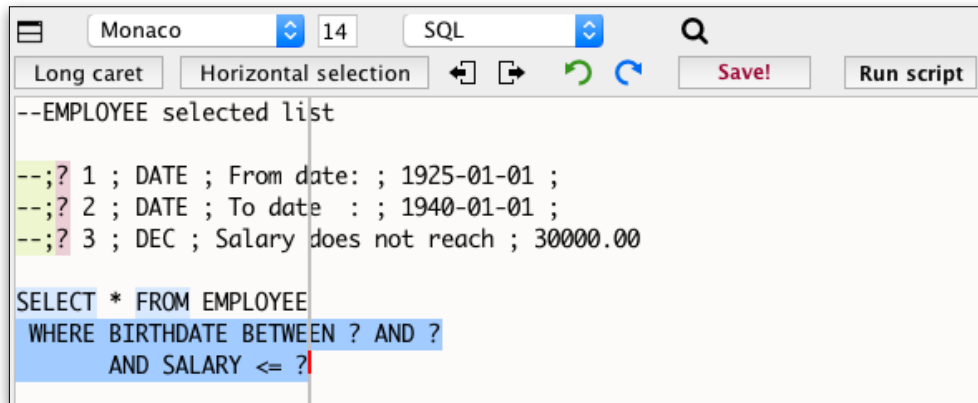 Monaco 14 SQL
Long caret Horizontal selection Save! Run script
--EMPLOYEE selected list
--;? 1 ; DATE ; From date: ; 1925-01-01 ;
--;? 2 ; DATE ; To date  : ; 1940-01-01 ;
--;? 3 ; DEC ; Salary does not reach ; 30000.00
SELECT * FROM EMPLOYEE
 WHERE BIRTHDATE BETWEEN ? AND ?
       AND SALARY <= ?